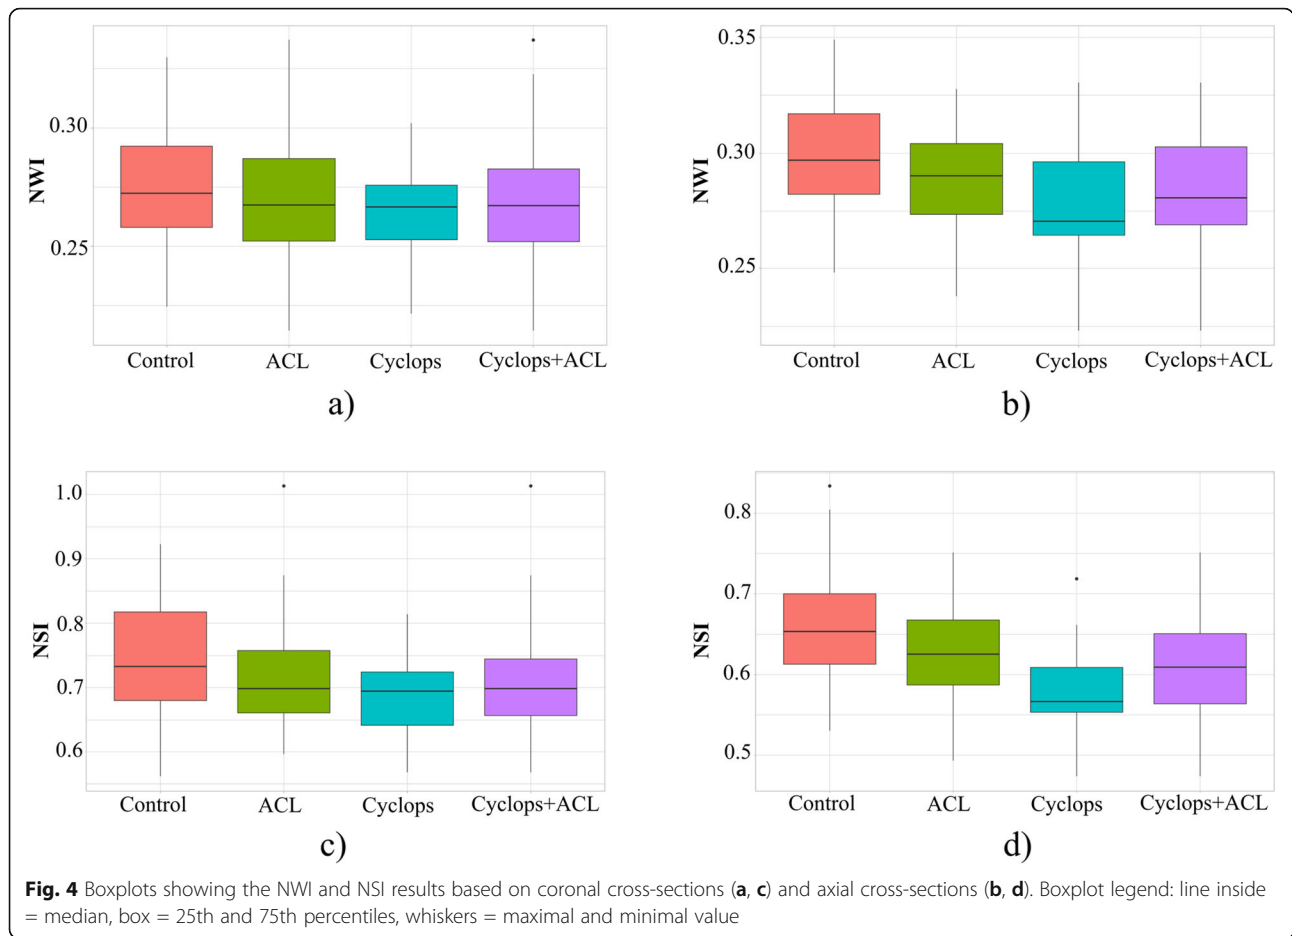 0.30
0.25
NWI
Control ACL Cyclops Cyclops+ACL
a)
0.35
0.30
0.25
NWI
Control ACL Cyclops Cyclops+ACL
b)
1.0
0.9
0.8
0.7
0.6
NSI
Control ACL Cyclops Cyclops+ACL
c)
0.8
0.7
0.6
0.5
NSI
Control ACL Cyclops Cyclops+ACL
d)
Fig. 4 Boxplots showing the NWI and NSI results based on coronal cross-sections (a, c) and axial cross-sections (b, d). Boxplot legend: line inside
= median, box = 25th and 75th percentiles, whiskers = maximal and minimal value